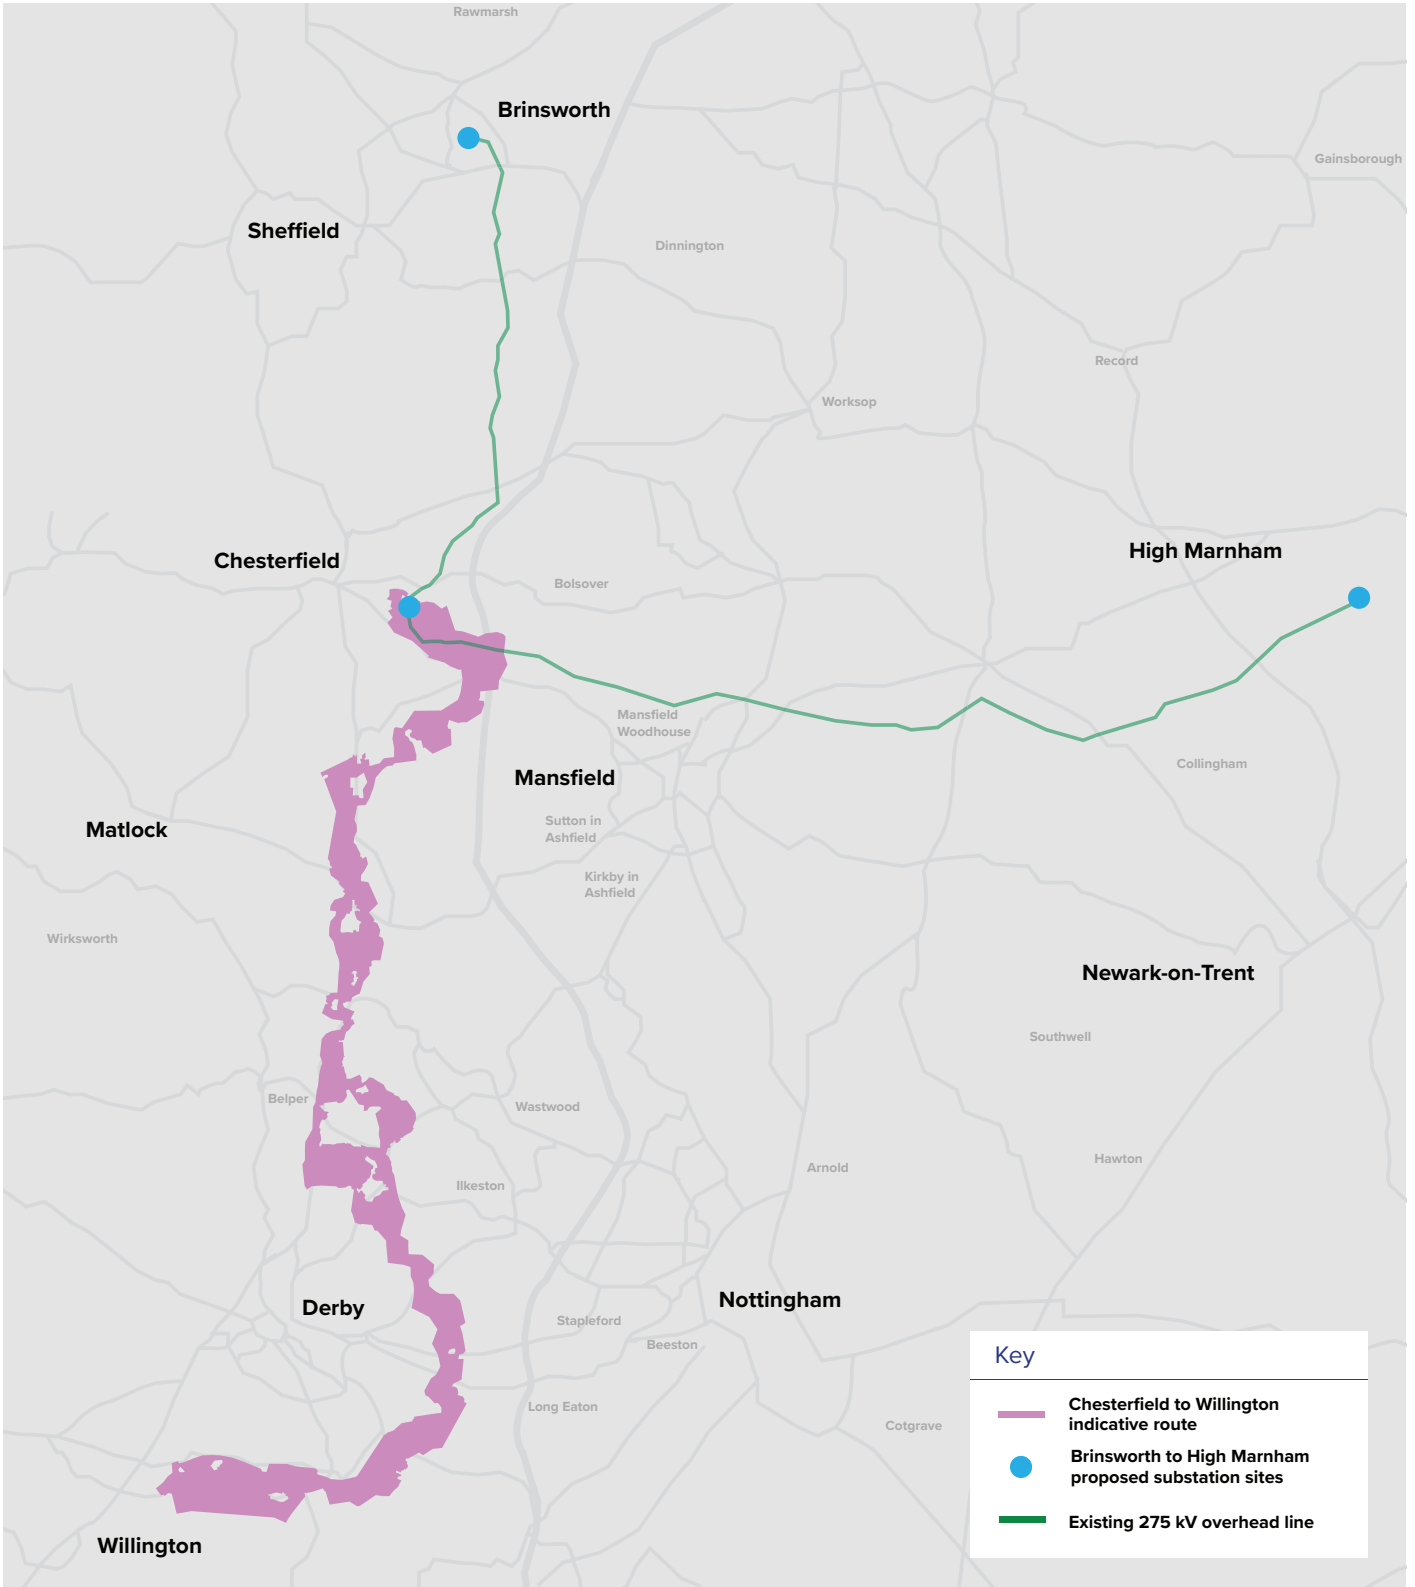 Rawmarsh
Brinsworth
Gainsborough
Sheffield
Dinnington
Record
Worksop
High Marnham
Chesterfield
Bolsover
Mansfield
Woodhouse
Collingham
Mansfield
Matlock
Sutton in
Ashfield
Kirkby in
Ashfield
Wirksworth
Newark-on-Trent
Southwell
Belper
Wastwood
Hawton
Arnold
Ilkeston
Nottingham
Derby
Stapleford
Beeston
Long Eaton
Cotgrave
Willington
Key
Chesterfield to Willington
indicative route
Brinsworth to High Marnham
proposed substation sites
Existing 275 kV overhead line